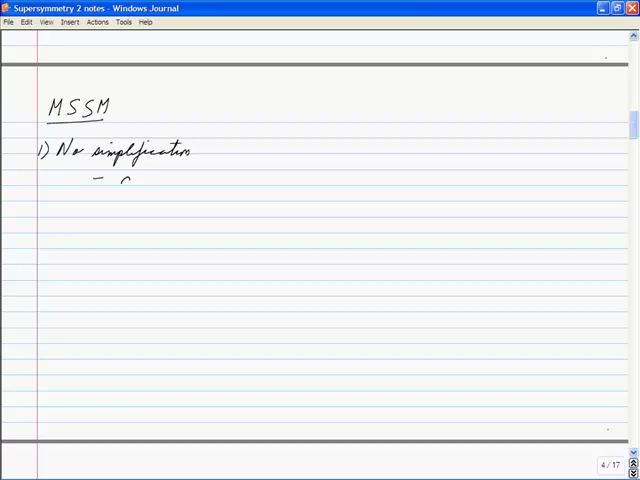 Supersymmetry 2 notes - Windows Journal
File Edit View Insert Actions Tools Help
MSSM
1) No simplification
-
4 / 17